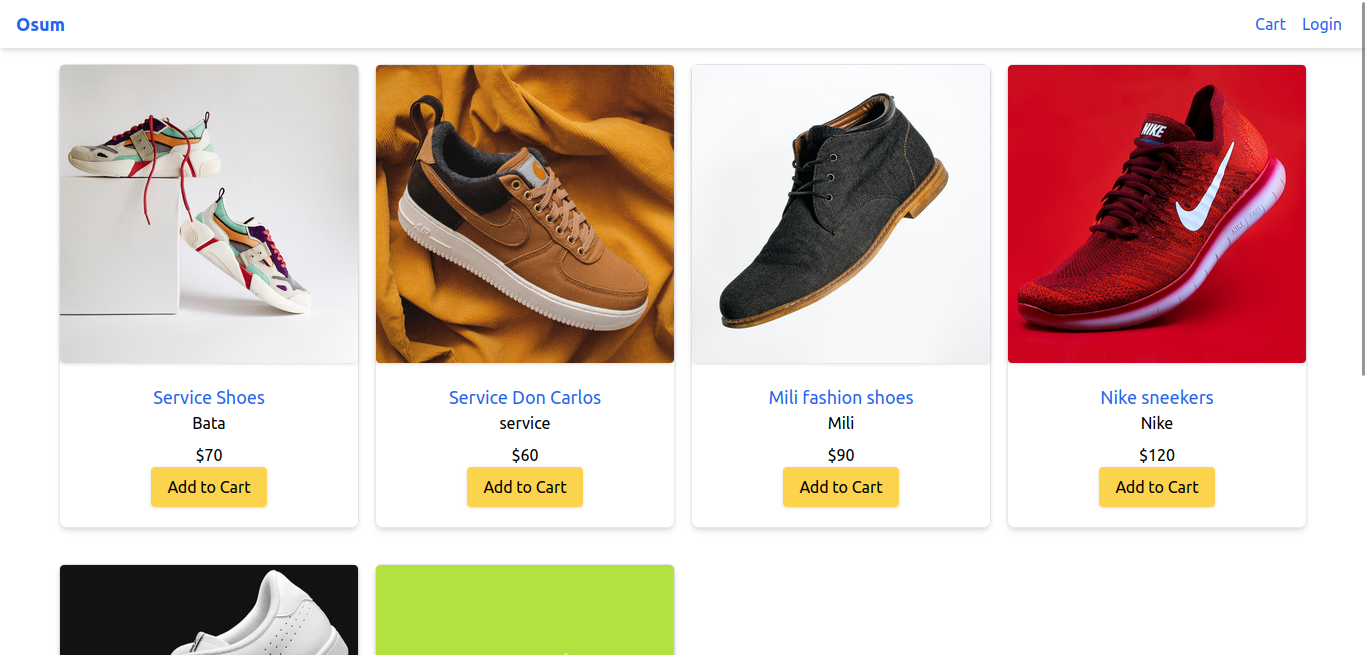 Osum
Cart Login
NIKE
Service Shoes
Bata
$70
Add to Cart
Service Don Carlos
service
$60
Add to Cart
Mili fashion shoes
Mili
$90
Add to Cart
Nike sneekers
Nike
$120
Add to Cart